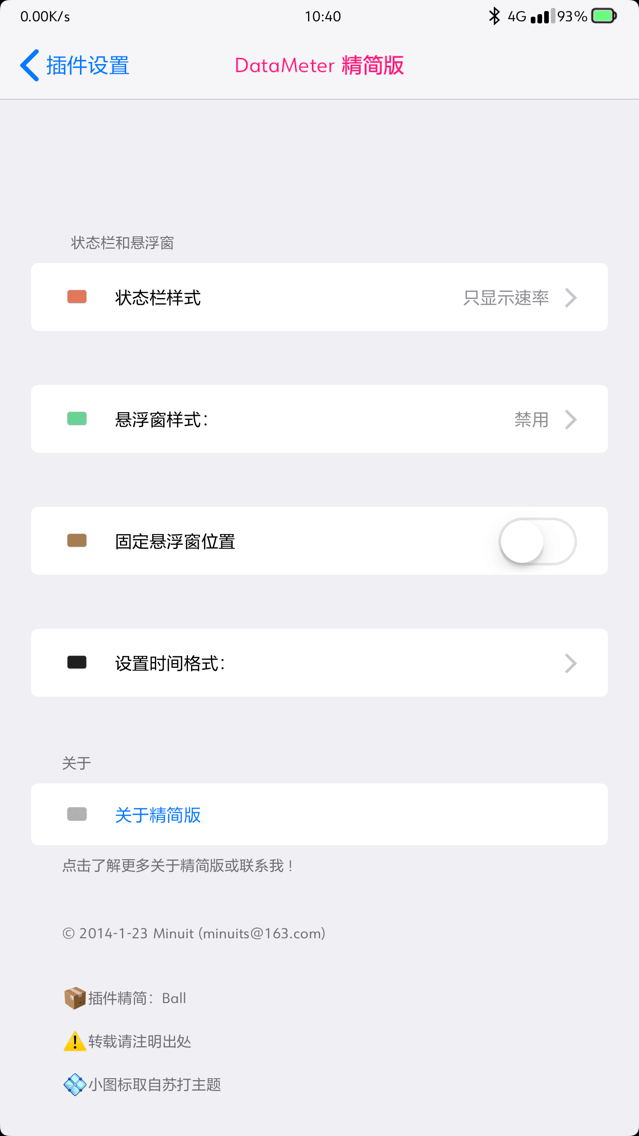 0.00K/s 10:40 4G 93%
插件设置 DataMeter 精简版
状态栏和悬浮窗
状态栏样式 只显示速率
悬浮窗样式: 禁用
固定悬浮窗位置
设置时间格式:
关于
关于精简版
点击了解更多关于精简版或联系我！
© 2014-1-23 Minuit (minuits@163.com)
插件精简：Ball
转载请注明出处
小图标取自苏打主题